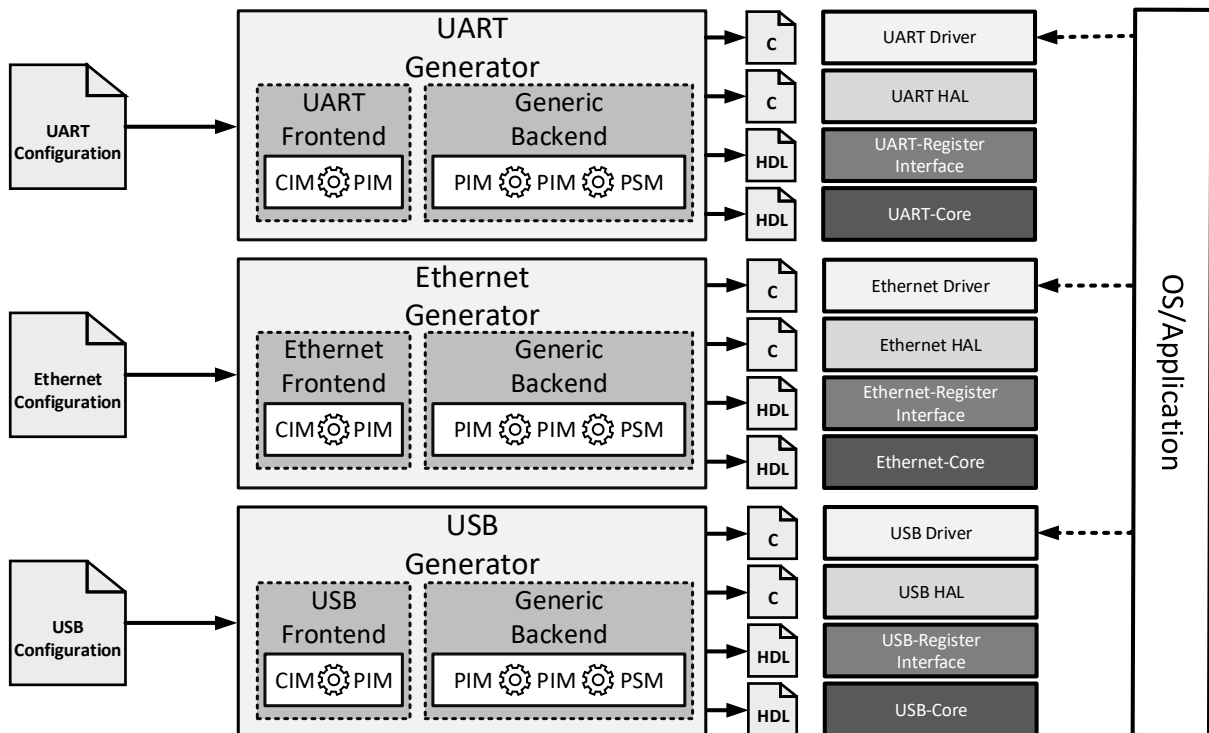 UART
Configuration
UART
Generator
UART
Frontend
CIM PIM
Generic
Backend
PIM PIM PSM
C
C
HDL
HDL
UART Driver
UART HAL
UART-Register
Interface
UART-Core
Ethernet
Configuration
Ethernet
Generator
Ethernet
Frontend
CIM PIM
Generic
Backend
PIM PIM PSM
C
C
HDL
HDL
Ethernet Driver
Ethernet HAL
Ethernet-Register
Interface
Ethernet-Core
USB
Configuration
USB
Generator
USB
Frontend
CIM PIM
Generic
Backend
PIM PIM PSM
C
C
HDL
HDL
USB Driver
USB HAL
USB-Register
Interface
USB-Core
OS/Application